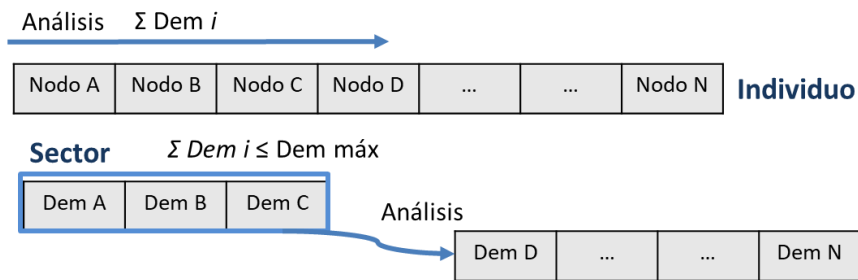 Análisis Σ Dem i
Nodo A Nodo B Nodo C Nodo D ... ... Nodo N Individuo
Sector Σ Dem i ≤ Dem máx
Dem A Dem B Dem C
Análisis
Dem D ... ... Dem N